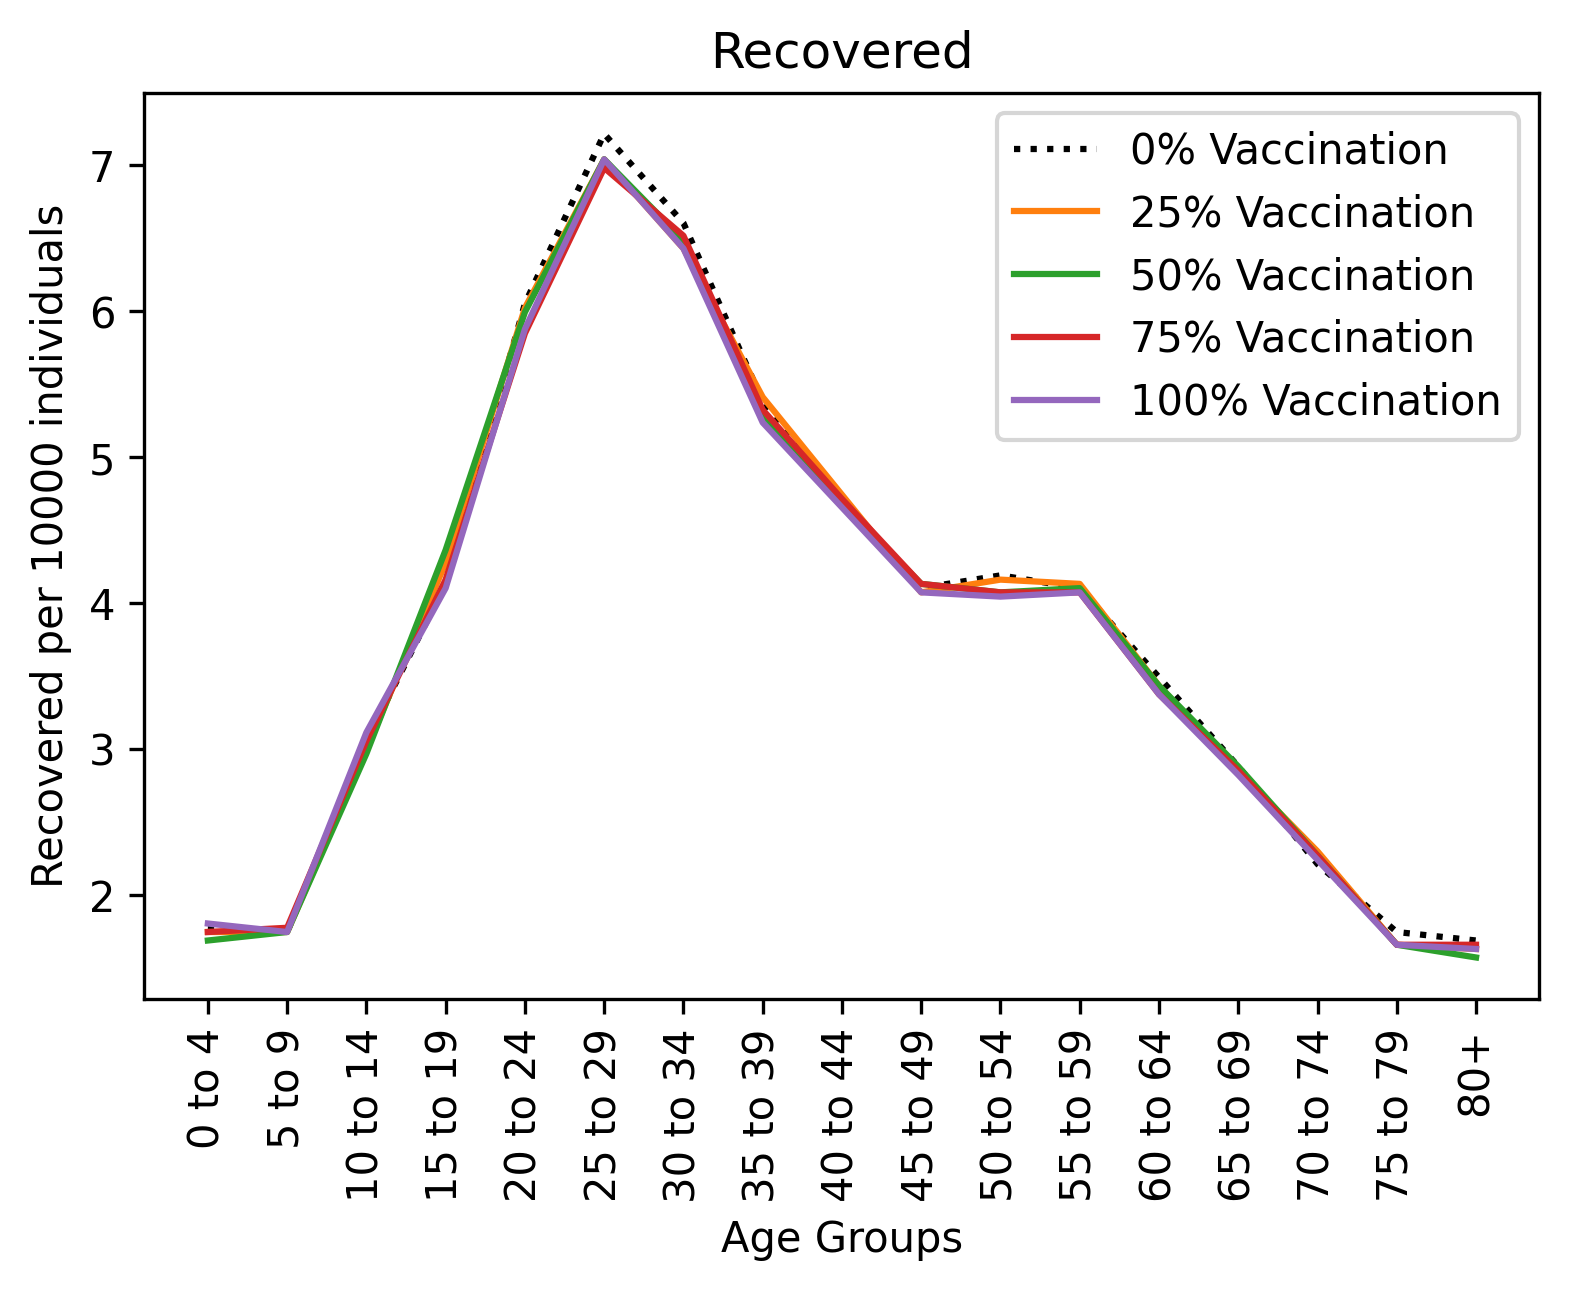 Recovered
7
6
5
4
3
2
Recovered per 10000 individuals
0% Vaccination
25% Vaccination
50% Vaccination
75% Vaccination
100% Vaccination
0 to 4
5 to 9
10 to 14
15 to 19
20 to 24
25 to 29
30 to 34
35 to 39
40 to 44
45 to 49
50 to 54
55 to 59
60 to 64
65 to 69
70 to 74
75 to 79
80+
Age Groups